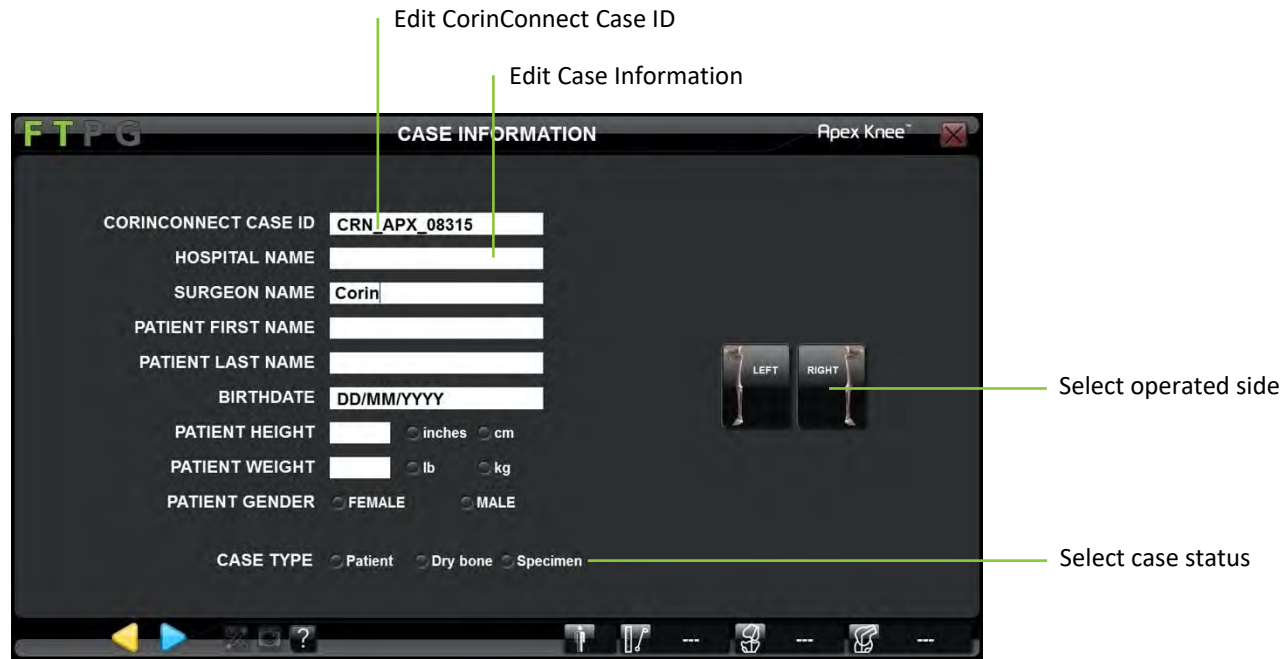 Edit CorinConnect Case ID
Edit Case Information
F T P G CASE INFORMATION Apex Knee™
CORINCONNECT CASE ID CRN_APX_08315
HOSPITAL NAME
SURGEON NAME Corin
PATIENT FIRST NAME
PATIENT LAST NAME
BIRTHDATE DD/MM/YYYY
PATIENT HEIGHT inches cm
PATIENT WEIGHT lb kg
PATIENT GENDER FEMALE MALE
CASE TYPE Patient Dry bone Specimen
LEFT RIGHT
Select operated side
Select case status
? --- --- ---